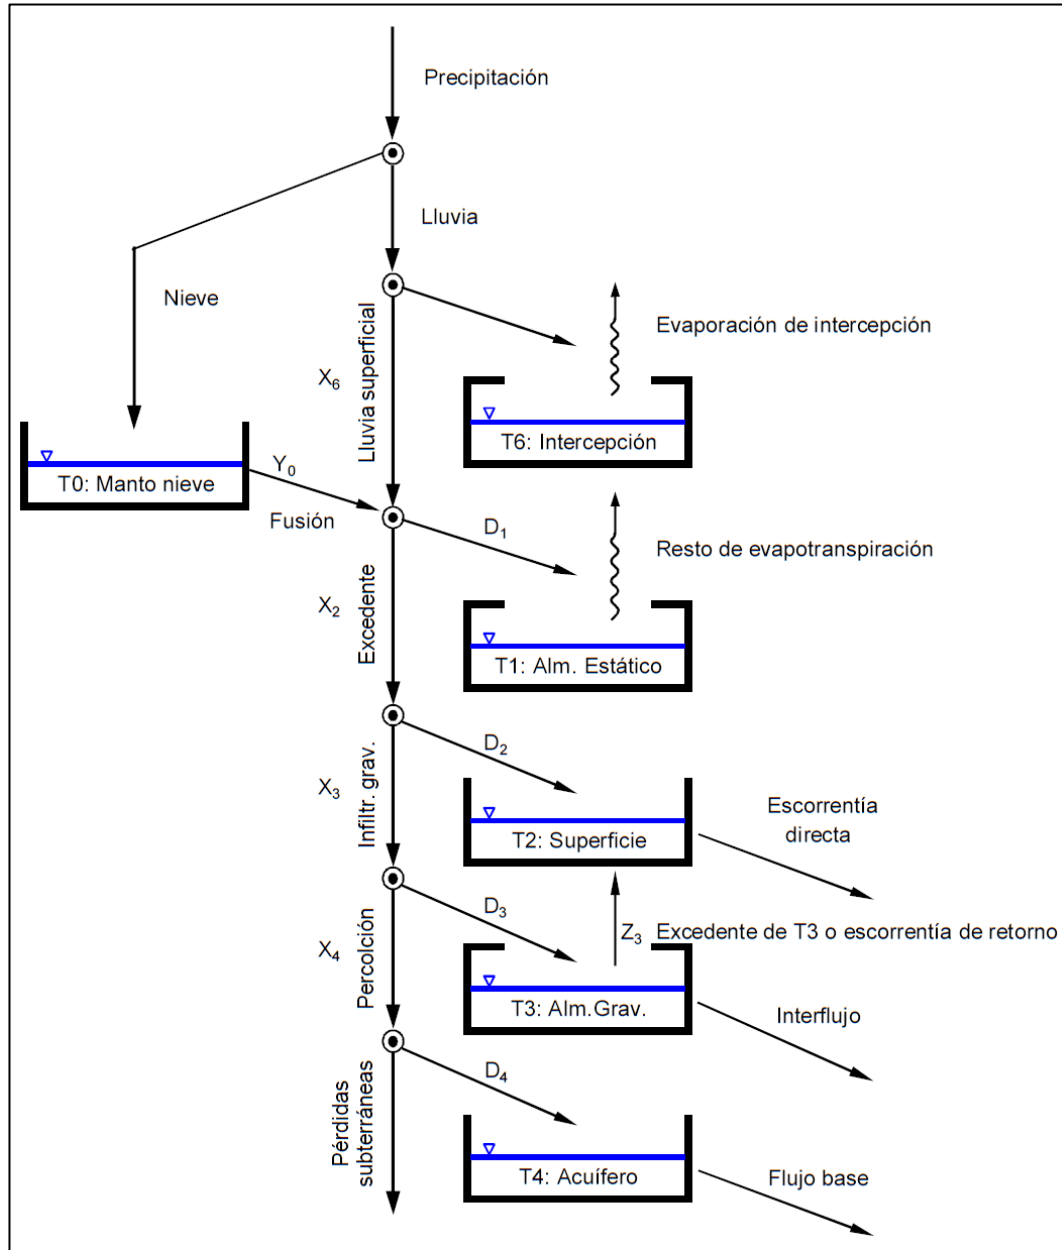 Precipitación
Lluvia
Nieve
Evaporación de intercepción
X6
Lluvia superficial
T6: Intercepción
T0: Manto nieve
Y0
Fusión
D1
Resto de evapotranspiración
X2
Excedente
T1: Alm. Estático
D2
X3
Infiltr. grav.
Escorrentía
directa
T2: Superficie
D3
Z3 Excedente de T3 o escorrentía de retorno
X4
Percolción
T3: Alm.Grav.
Interflujo
D4
Pérdidas
subterráneas
T4: Acuífero
Flujo base